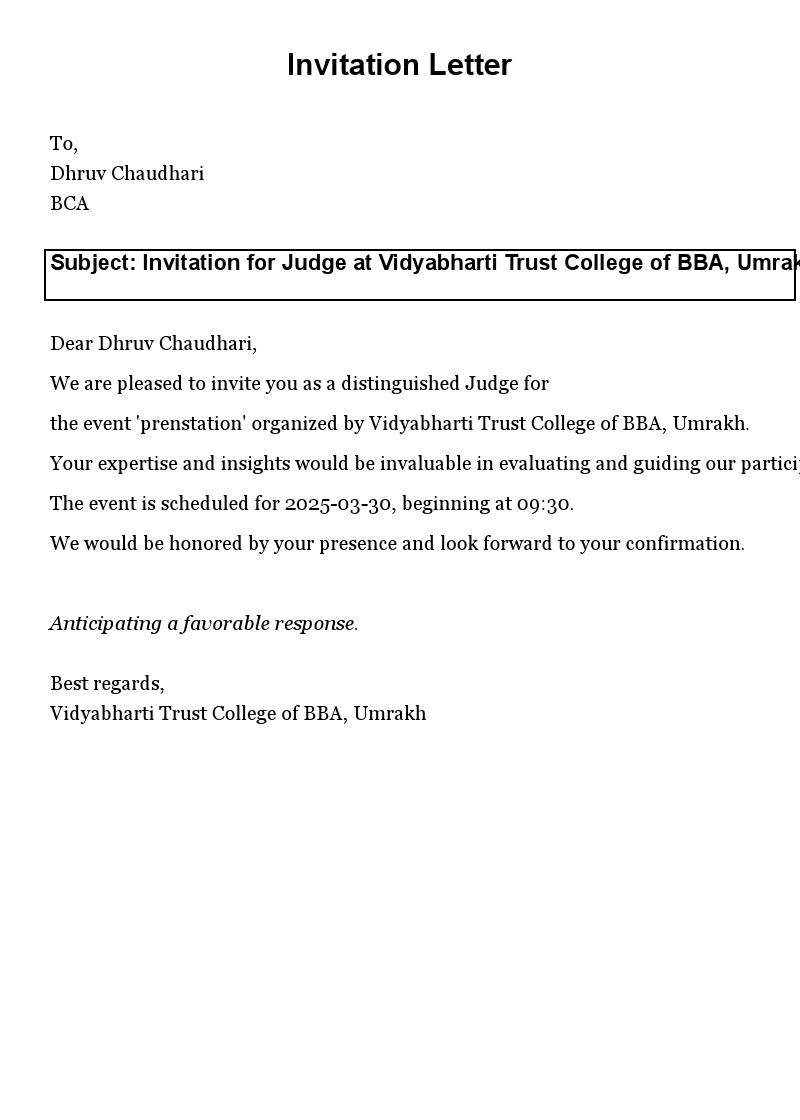 Invitation Letter
To,
Dhruv Chaudhari
BCA
Subject: Invitation for Judge at Vidyabharti Trust College of BBA,
Dear Dhruv Chaudhari,
We are pleased to invite you as a distinguished Judge for
the event 'prenstation' organized by Vidyabharti Trust College of BBA, Umrakh.
Your expertise and insights would be invaluable in evaluating and guiding our
The event is scheduled for 2025-03-30, beginning at 09:30.
We would be honored by your presence and look forward to your confirmation.
Anticipating a favorable response.
Best regards,
Vidyabharti Trust College of BBA, Umrakh